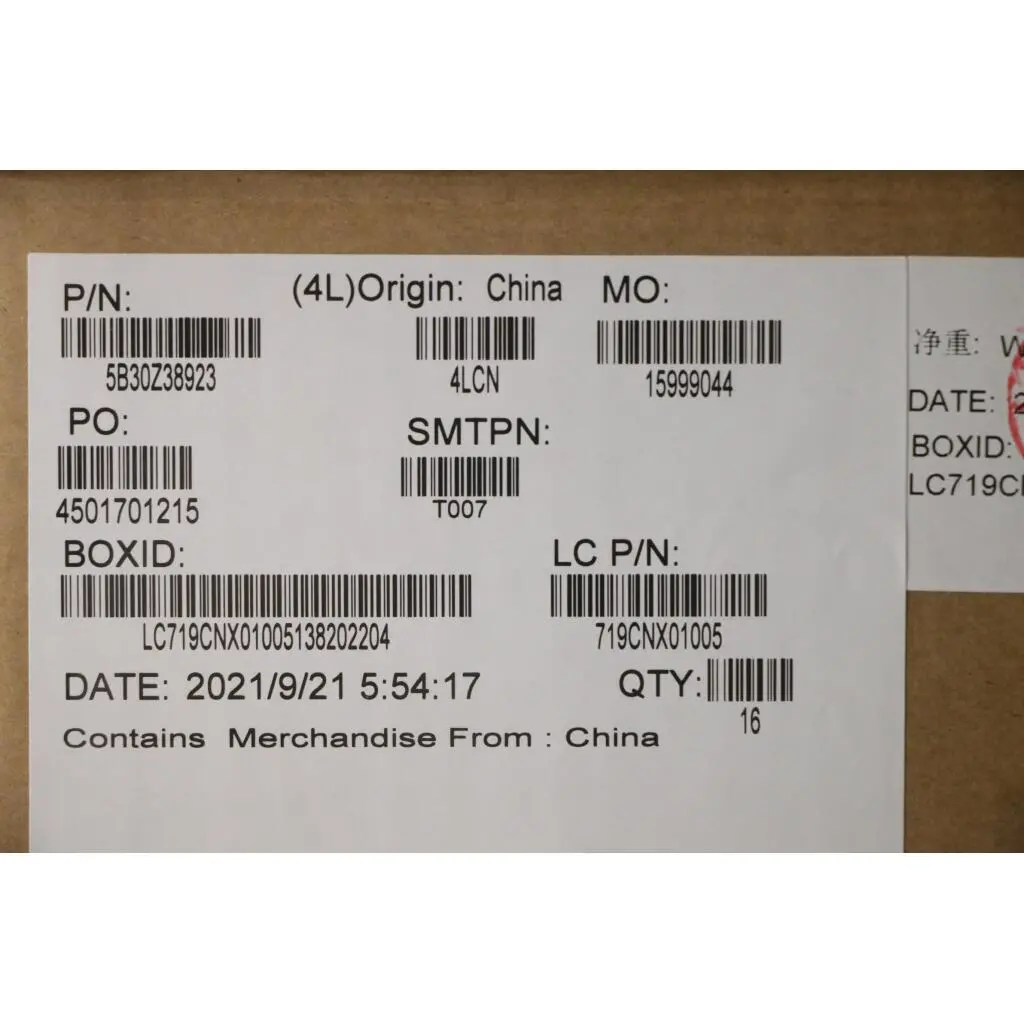 P/N: (4L)Origin: China MO:
5B30Z38923 4LCN 15999044
PO: SMTPN:
4501701215 T007
BOXID: LC P/N:
LC719CNX01005138202204 719CNX01005
DATE: 2021/9/21 5:54:17 QTY:
16
Contains Merchandise From : China
净重:
DATE:
BOXID:
LC719C